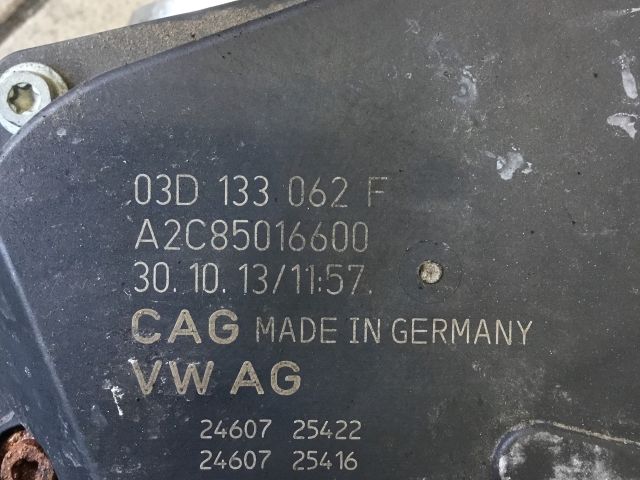 03D 133 062 F
A2C85016600
30.10.13/11:57.
CAG MADE IN GERMANY
VW AG
24607 25422
24607 25416